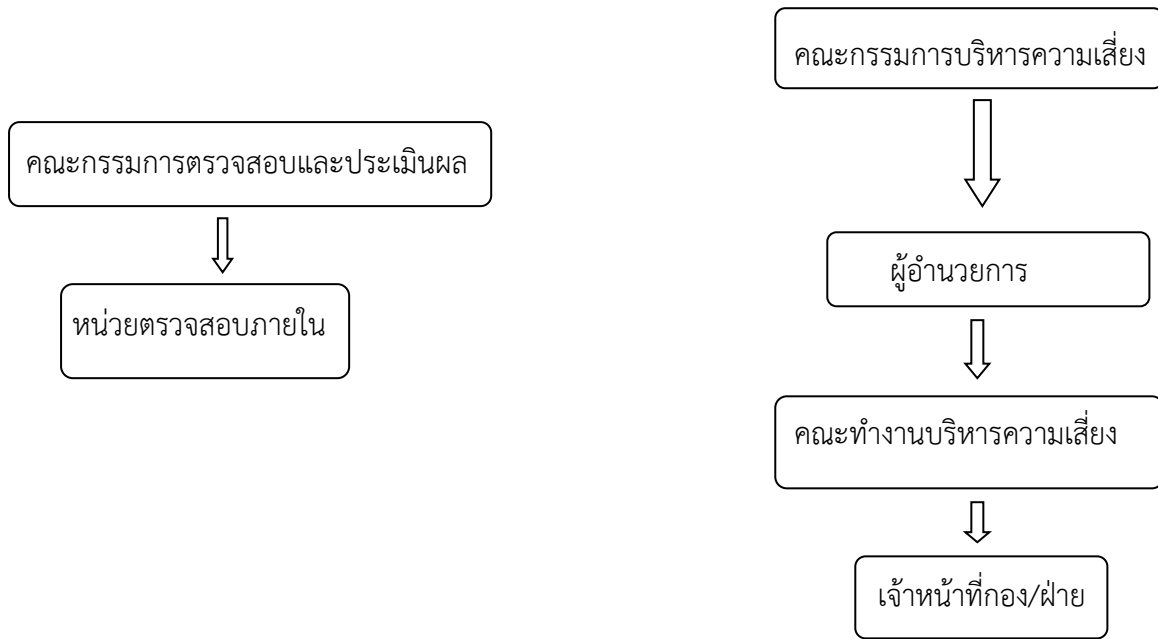 คณะกรรมการบริหารความเสี่ยง
คณะกรรมการตรวจสอบและประเมินผล
ผู้อำนวยการ
หน่วยตรวจสอบภายใน
คณะทำงานบริหารความเสี่ยง
เจ้าหน้าที่กอง/ฝ่าย